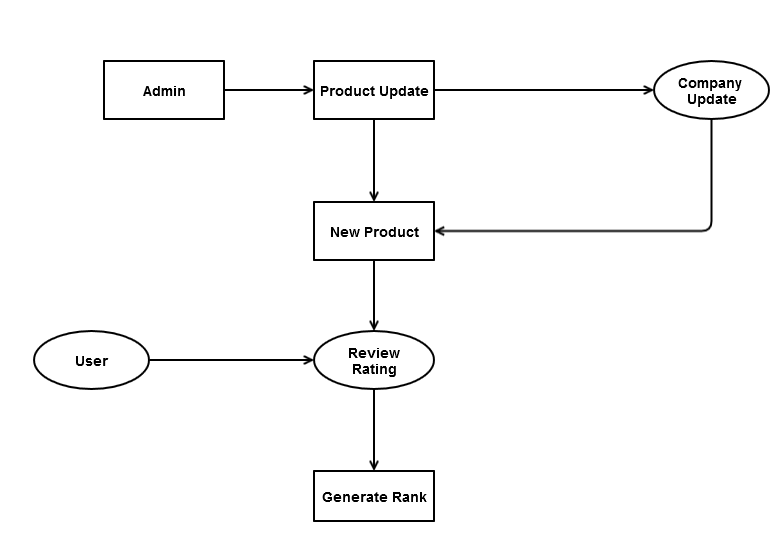 Admin
Product Update
Company
Update
New Product
User
Review
Rating
Generate Rank